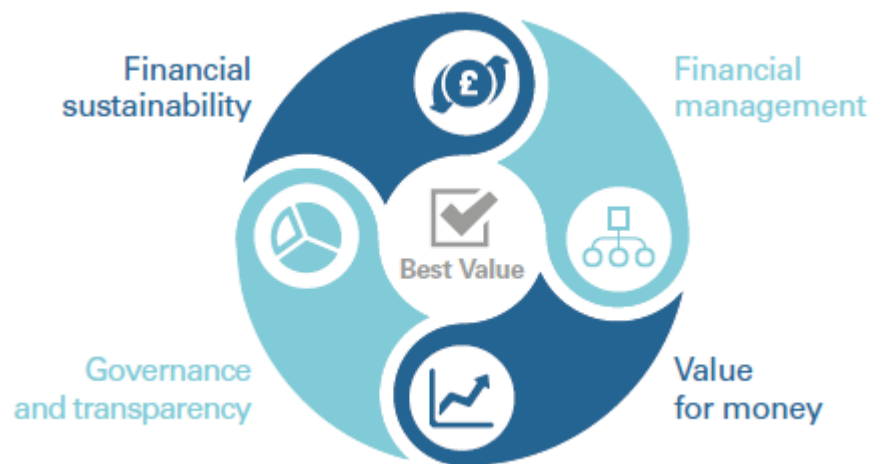 Financial
sustainability
Financial
management
£
Best Value
Governance
and transparency
Value
for money